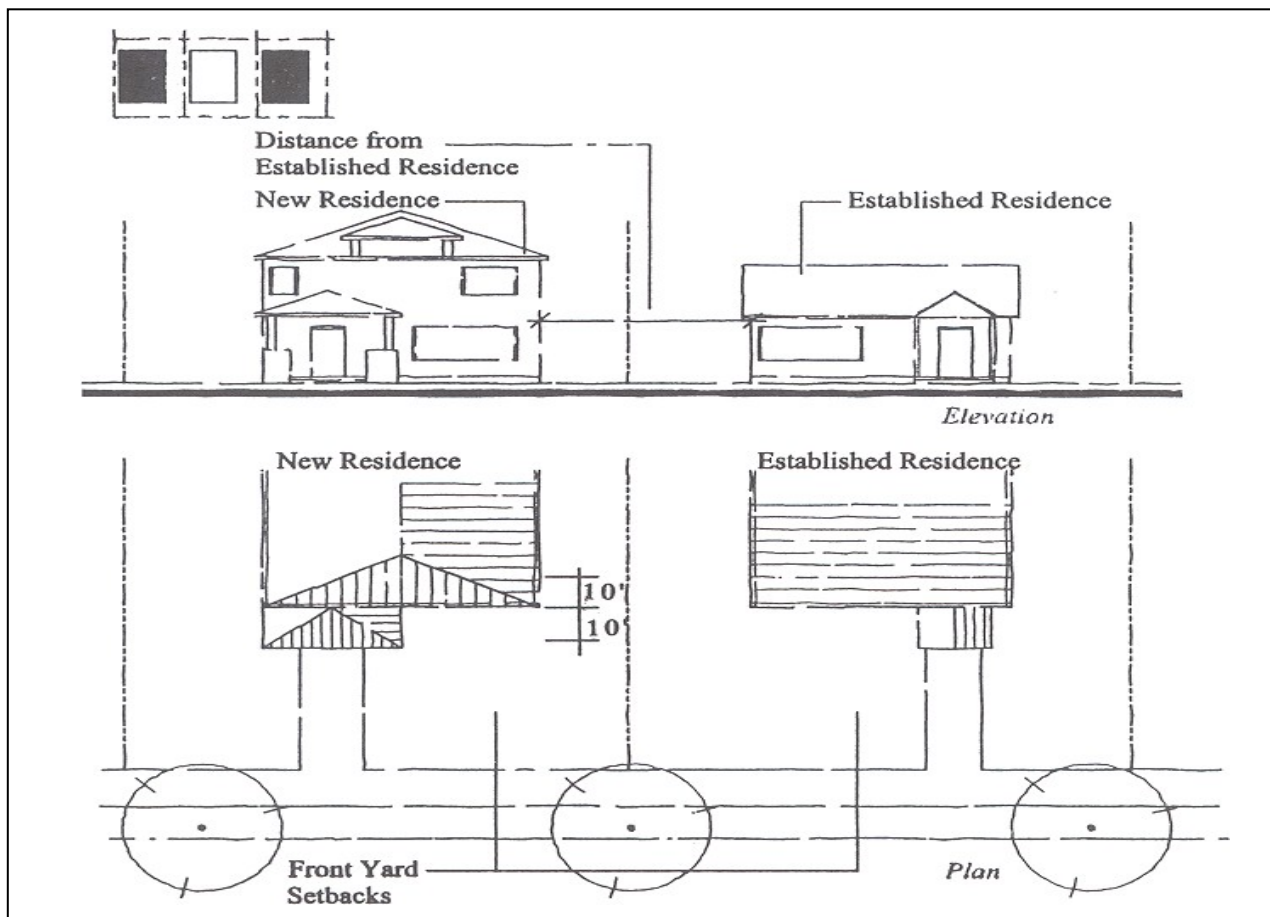 Distance from
Established Residence
New Residence
Established Residence
Elevation
New Residence
Established Residence
10'
10'
Front Yard
Setbacks
Plan